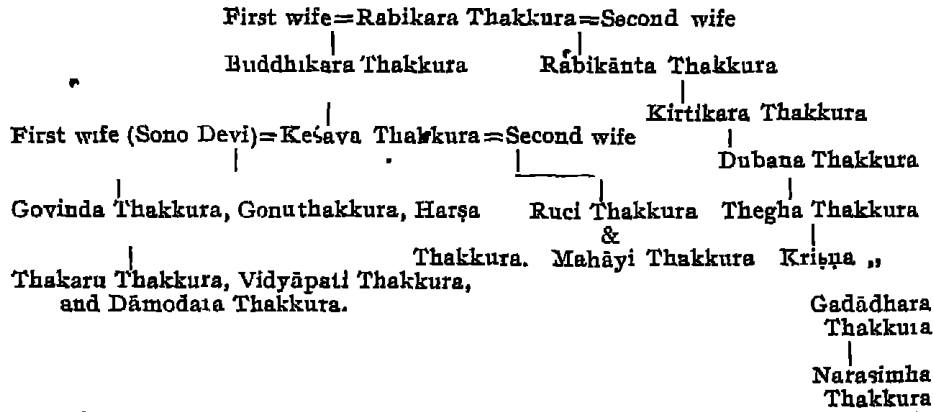 First wife=Rabikara Thakkura=Second wife
Buddhikara Thakkura Rabikānta Thakkura
Kirtikara Thakkura
First wife (Sono Devi)=Keśava Thakkura=Second wife
Dubana Thakkura
Govinda Thakkura, Gonuthakkura, Harṣa Ruci Thakkura Thegha Thakkura
&
Thakkura. Mahāyi Thakkura Kriṣṇa ,,
Thakaru Thakkura, Vidyāpati Thakkura,
and Dāmodara Thakkura.
Gadādhara
Thakkura
Narasimha
Thakkura